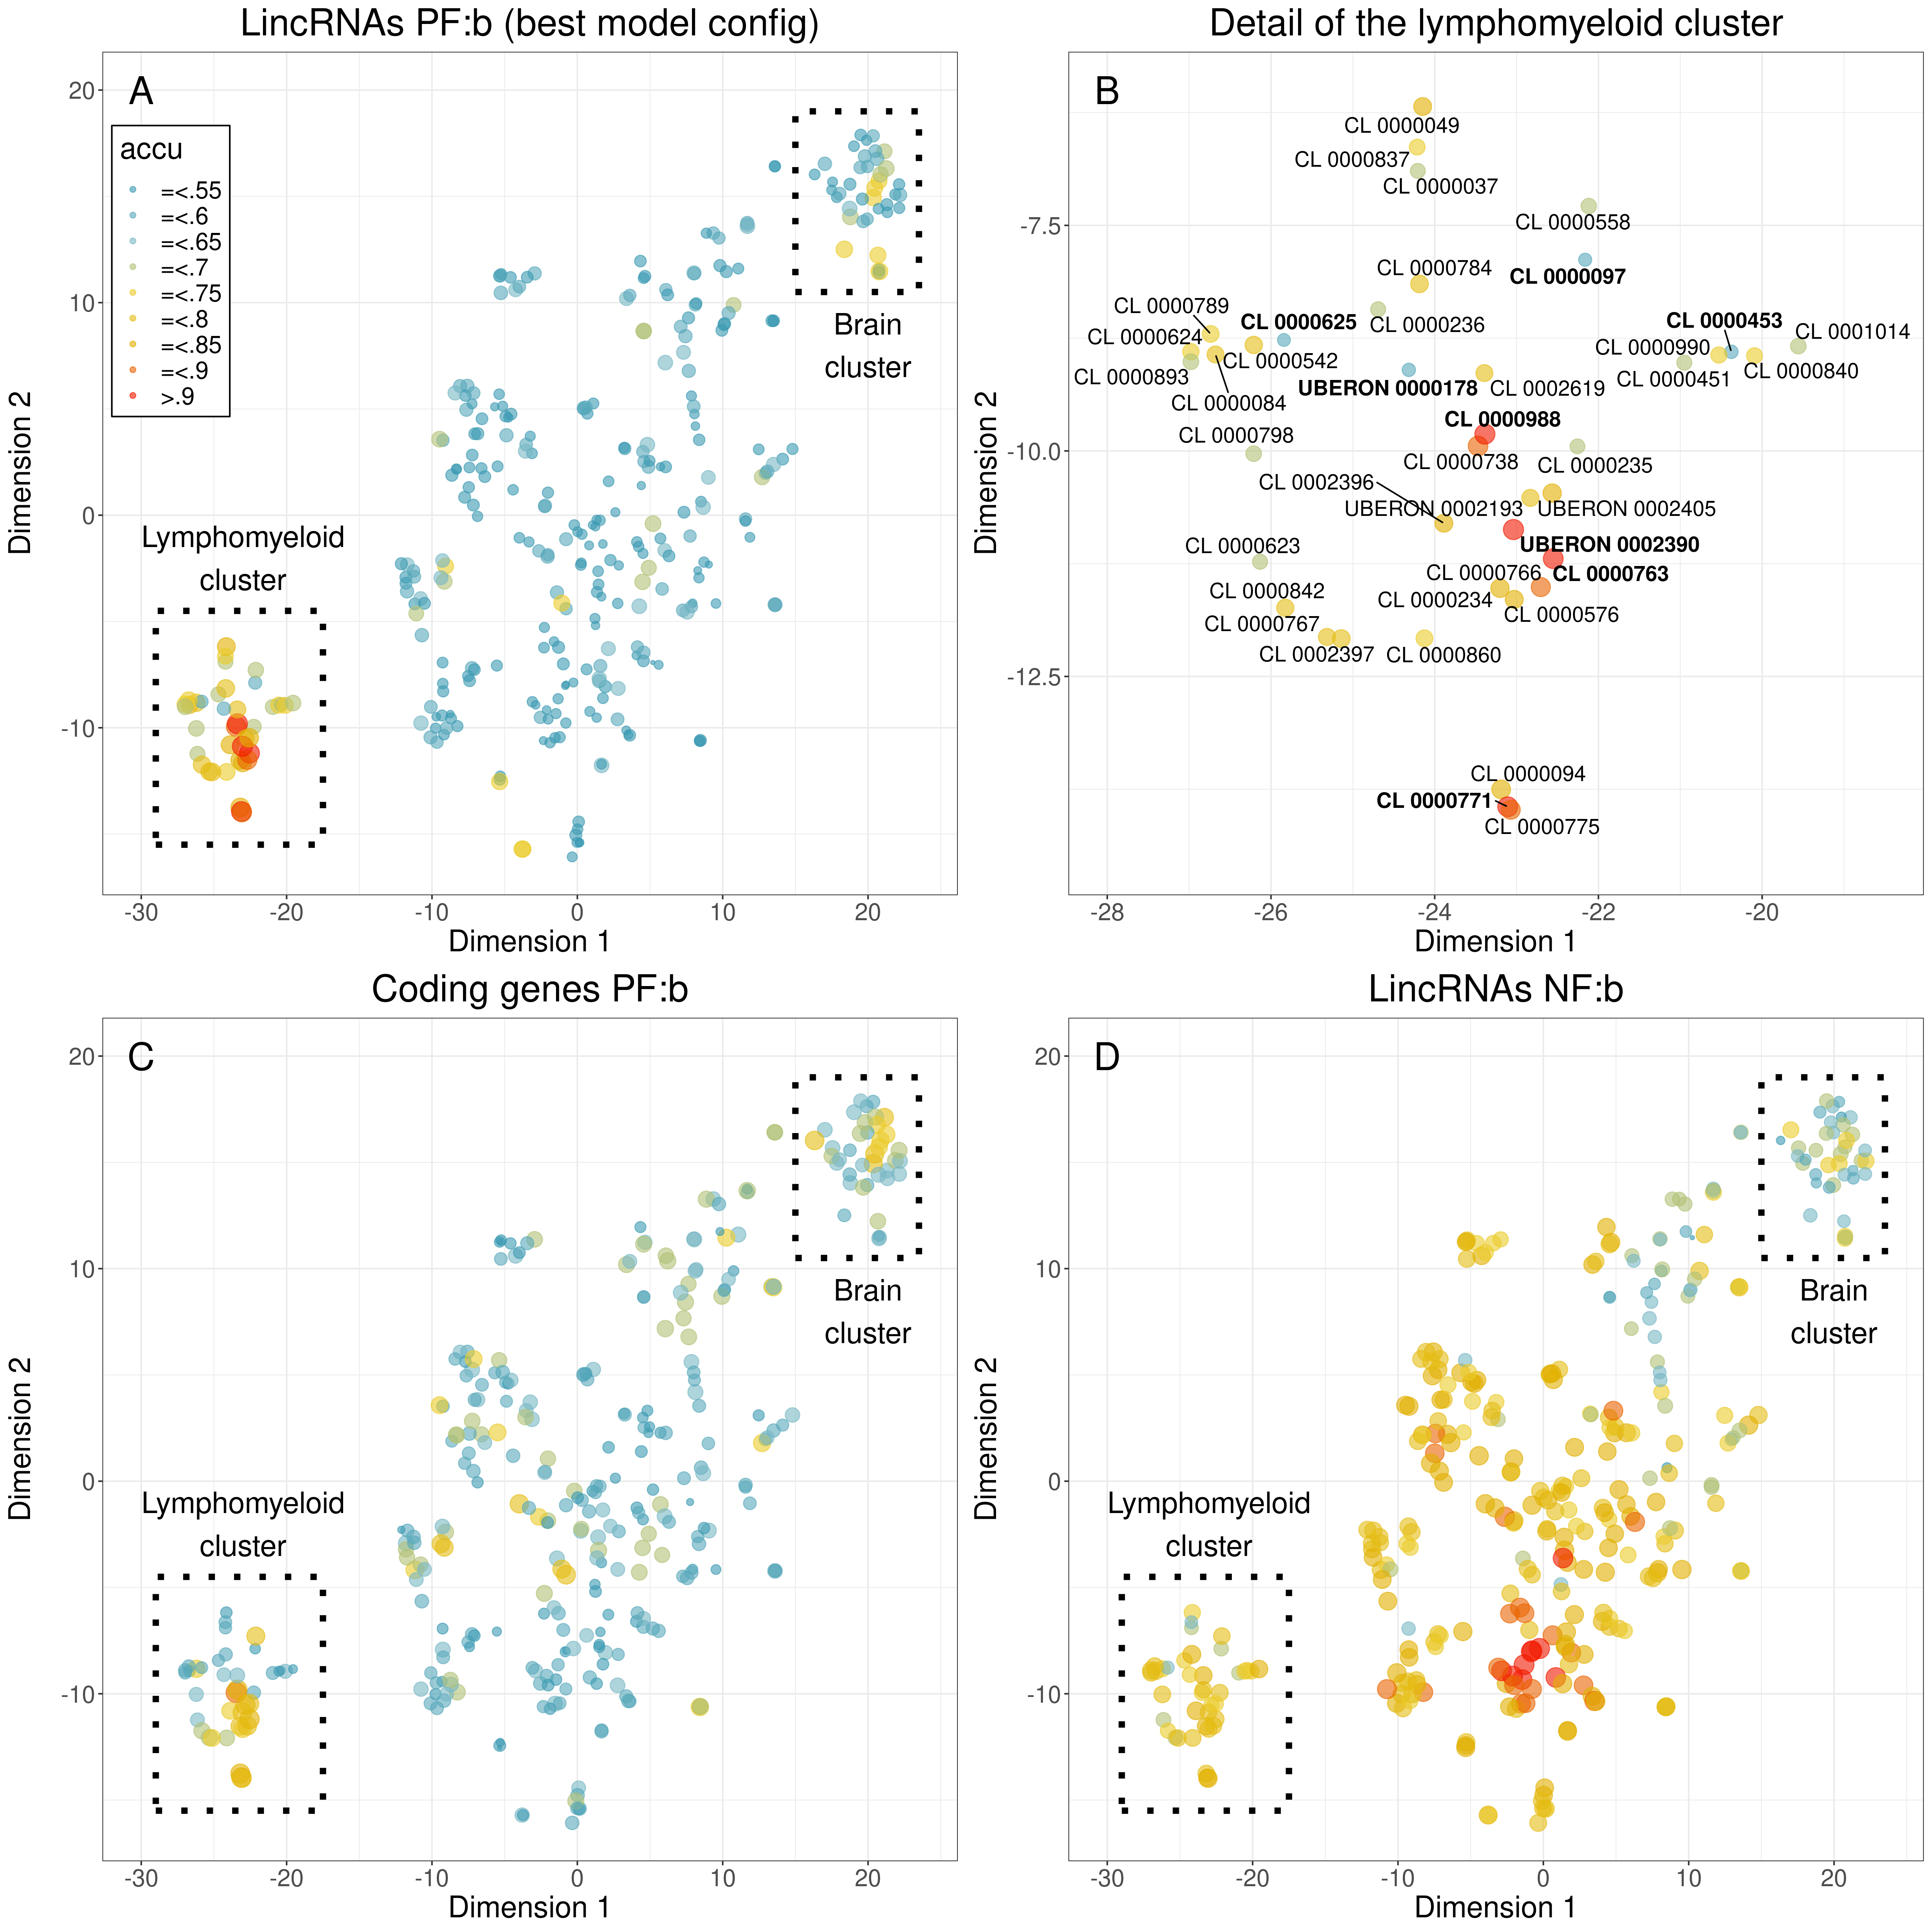 LincRNAs PF:b (best model config)
A
accu
=<.55
=<.6
=<.65
=<.7
=<.75
=<.8
=<.85
=<.9
>.9
Brain
cluster
Lymphomyeloid
cluster
20
10
0
-10
-30
-20
-10
0
10
20
Dimension 1
Dimension 2
Detail of the lymphomyeloid cluster
B
CL 0000049
CL 0000837
CL 0000037
CL 0000558
CL 0000097
CL 0000784
CL 0000789
CL 0000625
CL 0000236
CL 0000453
CL 0001014
CL 0000624
CL 0000542
CL 0000990
CL 0000893
UBERON 0000178
CL 0002619
CL 0000451
CL 0000840
CL 0000084
CL 0000988
CL 0000798
CL 0000738
CL 0000235
CL 0002396
UBERON 0002193
UBERON 0002405
CL 0000623
UBERON 0002390
CL 0000766
CL 0000763
CL 0000842
CL 0000234
CL 0000576
CL 0000767
CL 0002397
CL 0000860
CL 0000094
CL 0000771
CL 0000775
-7.5
-10.0
-12.5
-28
-26
-24
-22
-20
Dimension 1
Dimension 2
Coding genes PF:b
C
Brain
cluster
Lymphomyeloid
cluster
20
10
0
-10
-30
-20
-10
0
10
20
Dimension 1
Dimension 2
LincRNAs NF:b
D
Brain
cluster
Lymphomyeloid
cluster
20
10
0
-10
-30
-20
-10
0
10
20
Dimension 1
Dimension 2